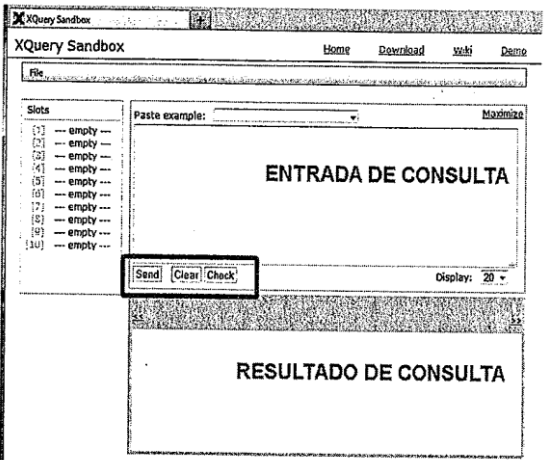 XQuery Sandbox
XQuery Sandbox Home Download wiki Demo
File
Slots
Paste example: Maximize
[1] --- empty ---
[2] --- empty ---
[3] --- empty ---
[4] --- empty ---
[5] --- empty ---
[6] --- empty ---
[7] --- empty ---
[8] --- empty ---
[9] --- empty ---
[10] --- empty ---
ENTRADA DE CONSULTA
Send Clear Check Display: 20
<< >>
RESULTADO DE CONSULTA